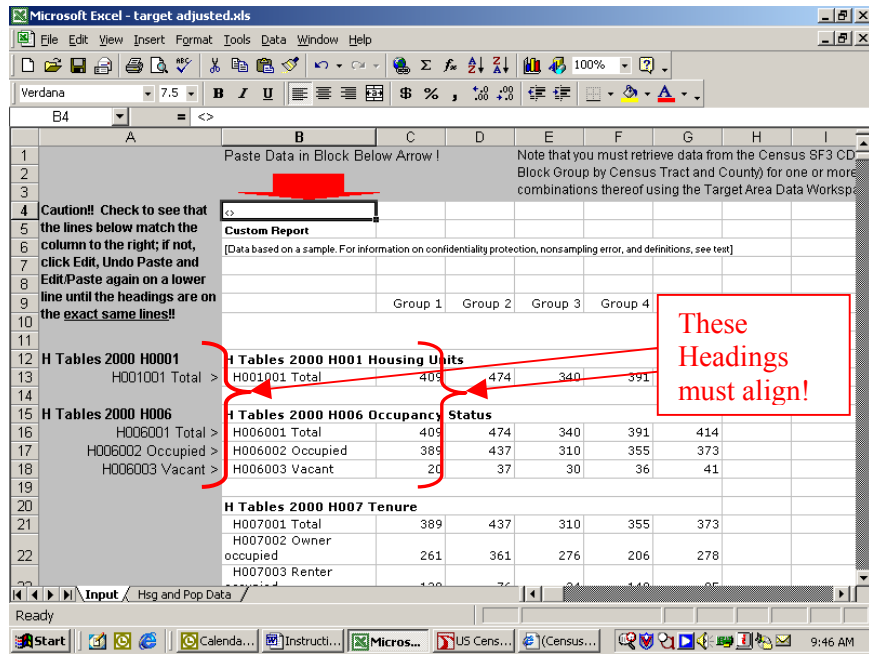 Microsoft Excel - target adjusted.xls
File Edit View Insert Format Tools Data Window Help
100%
Verdana 7.5 B I U $ % ,
B4 = <>
A B C D E F G H I
1 Paste Data in Block Below Arrow ! Note that you must retrieve data from the Census SF3 CD
2 Block Group by Census Tract and County) for one or more
3 combinations thereof using the Target Area Data Workspa
4 Caution!! Check to see that <>
5 the lines below match the Custom Report
6 column to the right; if not, [Data based on a sample. For information on confidentiality protection, nonsampling error, and definitions, see text]
7 click Edit, Undo Paste and
8 Edit/Paste again on a lower
9 line until the headings are on Group 1 Group 2 Group 3 Group 4
10 the exact same lines!!
These
Headings
must align!
11
12 H Tables 2000 H0001 H Tables 2000 H001 Housing Units
13 H001001 Total > H001001 Total 409 474 340 391
14
15 H Tables 2000 H006 H Tables 2000 H006 Occupancy Status
16 H006001 Total > H006001 Total 409 474 340 391 414
17 H006002 Occupied > H006002 Occupied 389 437 310 355 373
18 H006003 Vacant > H006003 Vacant 20 37 30 36 41
19
20 H Tables 2000 H007 Tenure
21 H007001 Total 389 437 310 355 373
H007002 Owner
22 occupied 261 361 276 206 278
H007003 Renter
Input Hsg and Pop Data
Ready
Start Calenda... Instructi... Micros... US Cens... (Census... 9:46 AM